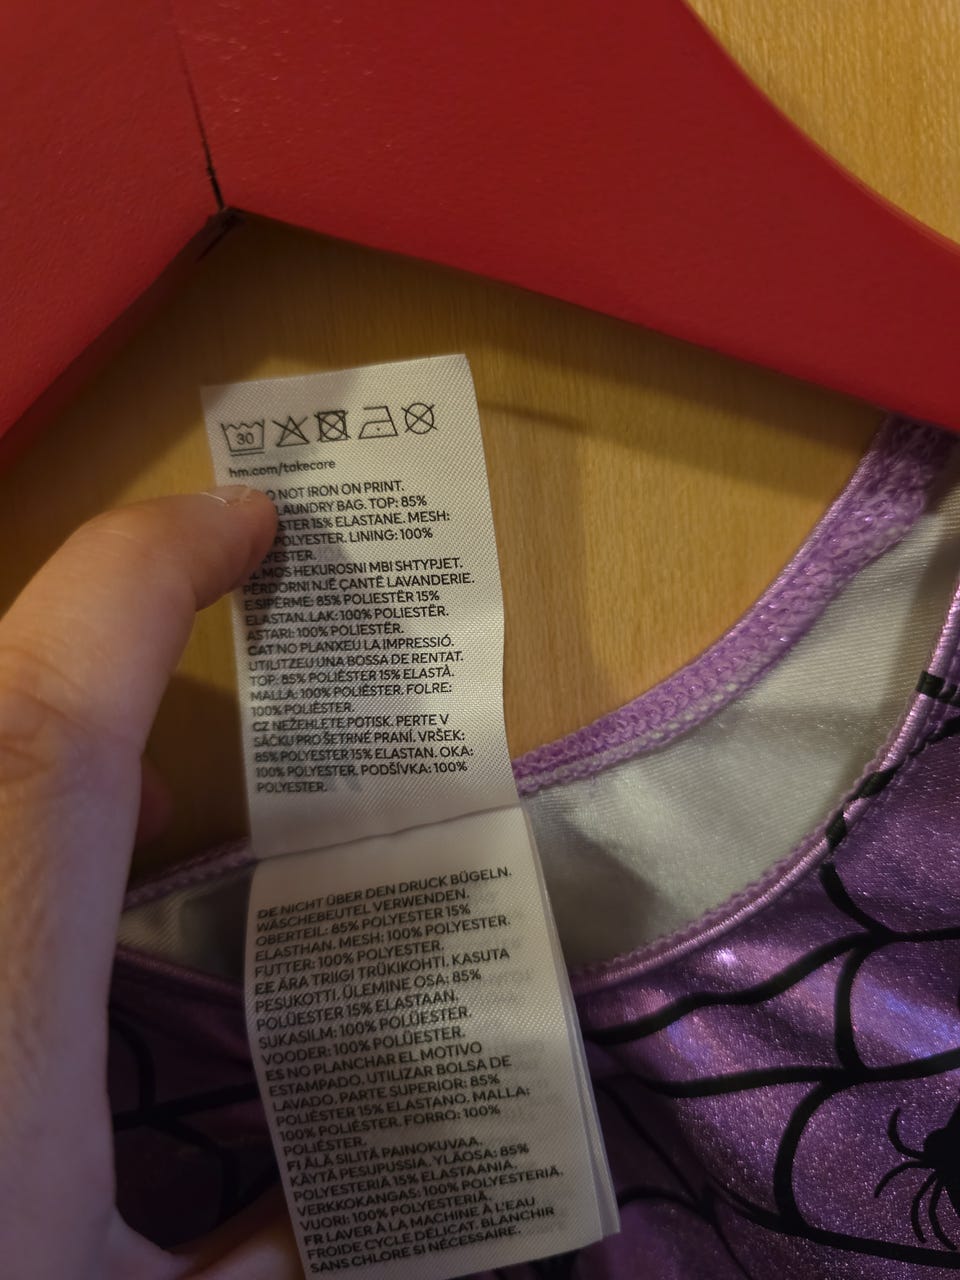 30
hm.com/takecare
O NOT IRON ON PRINT.
LAUNDRY BAG. TOP: 85%
STER 15% ELASTANE. MESH:
POLYESTER. LINING: 100%
YESTER.
MOS HEKUROSNI MBI SHTYPJET.
PËRDORNI NJË ÇANTË LAVANDERIE.
E SIPËRME: 85% POLIESTËR 15%
ELASTAN. LAK: 100% POLIESTËR.
ASTARI: 100% POLIESTËR.
CAT NO PLANXEU LA IMPRESSIÓ.
UTILITZEU UNA BOSSA DE RENTAT.
TOP: 85% POLIÈSTER 15% ELASTÀ.
MALLA: 100% POLIÈSTER. FOLRE:
100% POLIÈSTER.
CZ NEŽEHLETE POTISK. PERTE V
SÁČKU PRO ŠETRNÉ PRANÍ. VRŠEK:
85% POLYESTER 15% ELASTAN. OKA:
100% POLYESTER. PODŠÍVKA: 100%
POLYESTER.
DE NICHT ÜBER DEN DRUCK BÜGELN.
WÄSCHEBEUTEL VERWENDEN.
OBERTEIL: 85% POLYESTER 15%
ELASTHAN. MESH: 100% POLYESTER.
FUTTER: 100% POLYESTER.
EE ÄRA TRIIGI TRÜKIKOHTI. KASUTA
PESUKOTTI. ÜLEMINE OSA: 85%
POLÜESTER 15% ELASTAAN.
SUKASILM: 100% POLÜESTER.
VOODER: 100% POLÜESTER.
ES NO PLANCHAR EL MOTIVO
ESTAMPADO. UTILIZAR BOLSA DE
LAVADO. PARTE SUPERIOR: 85%
POLIÉSTER 15% ELASTANO. MALLA:
100% POLIÉSTER. FORRO: 100%
POLIÉSTER.
FI ÄLÄ SILITÄ PAINOKUVAA.
KÄYTÄ PESUPUSSIA. YLÄOSA: 85%
POLYESTERIÄ 15% ELASTAANIA.
VERKKOKANGAS: 100% POLYESTERIÄ.
VUORI: 100% POLYESTERIÄ.
FR LAVER À LA MACHINE À L'EAU
FROIDE CYCLE DÉLICAT. BLANCHIR
SANS CHLORE SI NÉCESSAIRE.